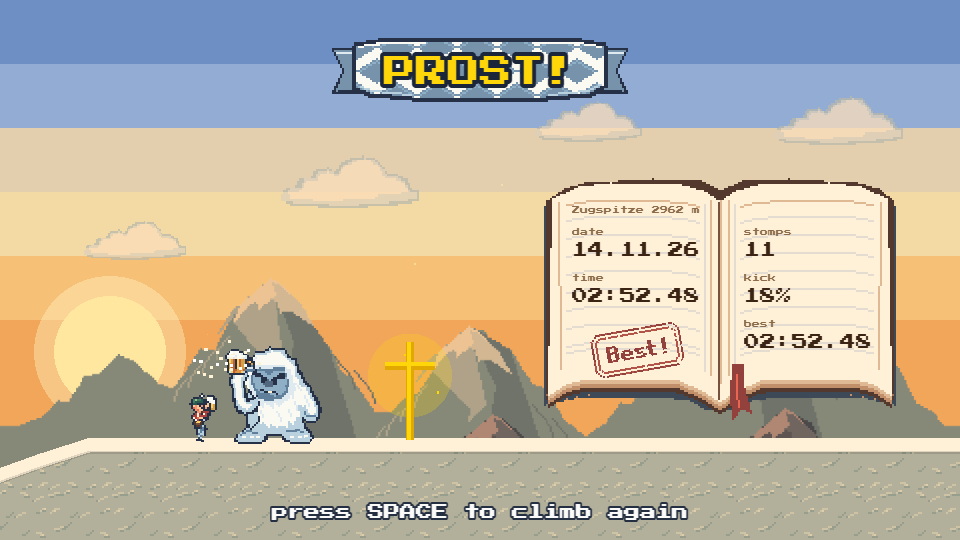 PROST!
Zugspitze 2962 m
date
14.11.26
time
02:52.48
Best!
stomps
11
kick
18%
best
02:52.48
press SPACE to climb again